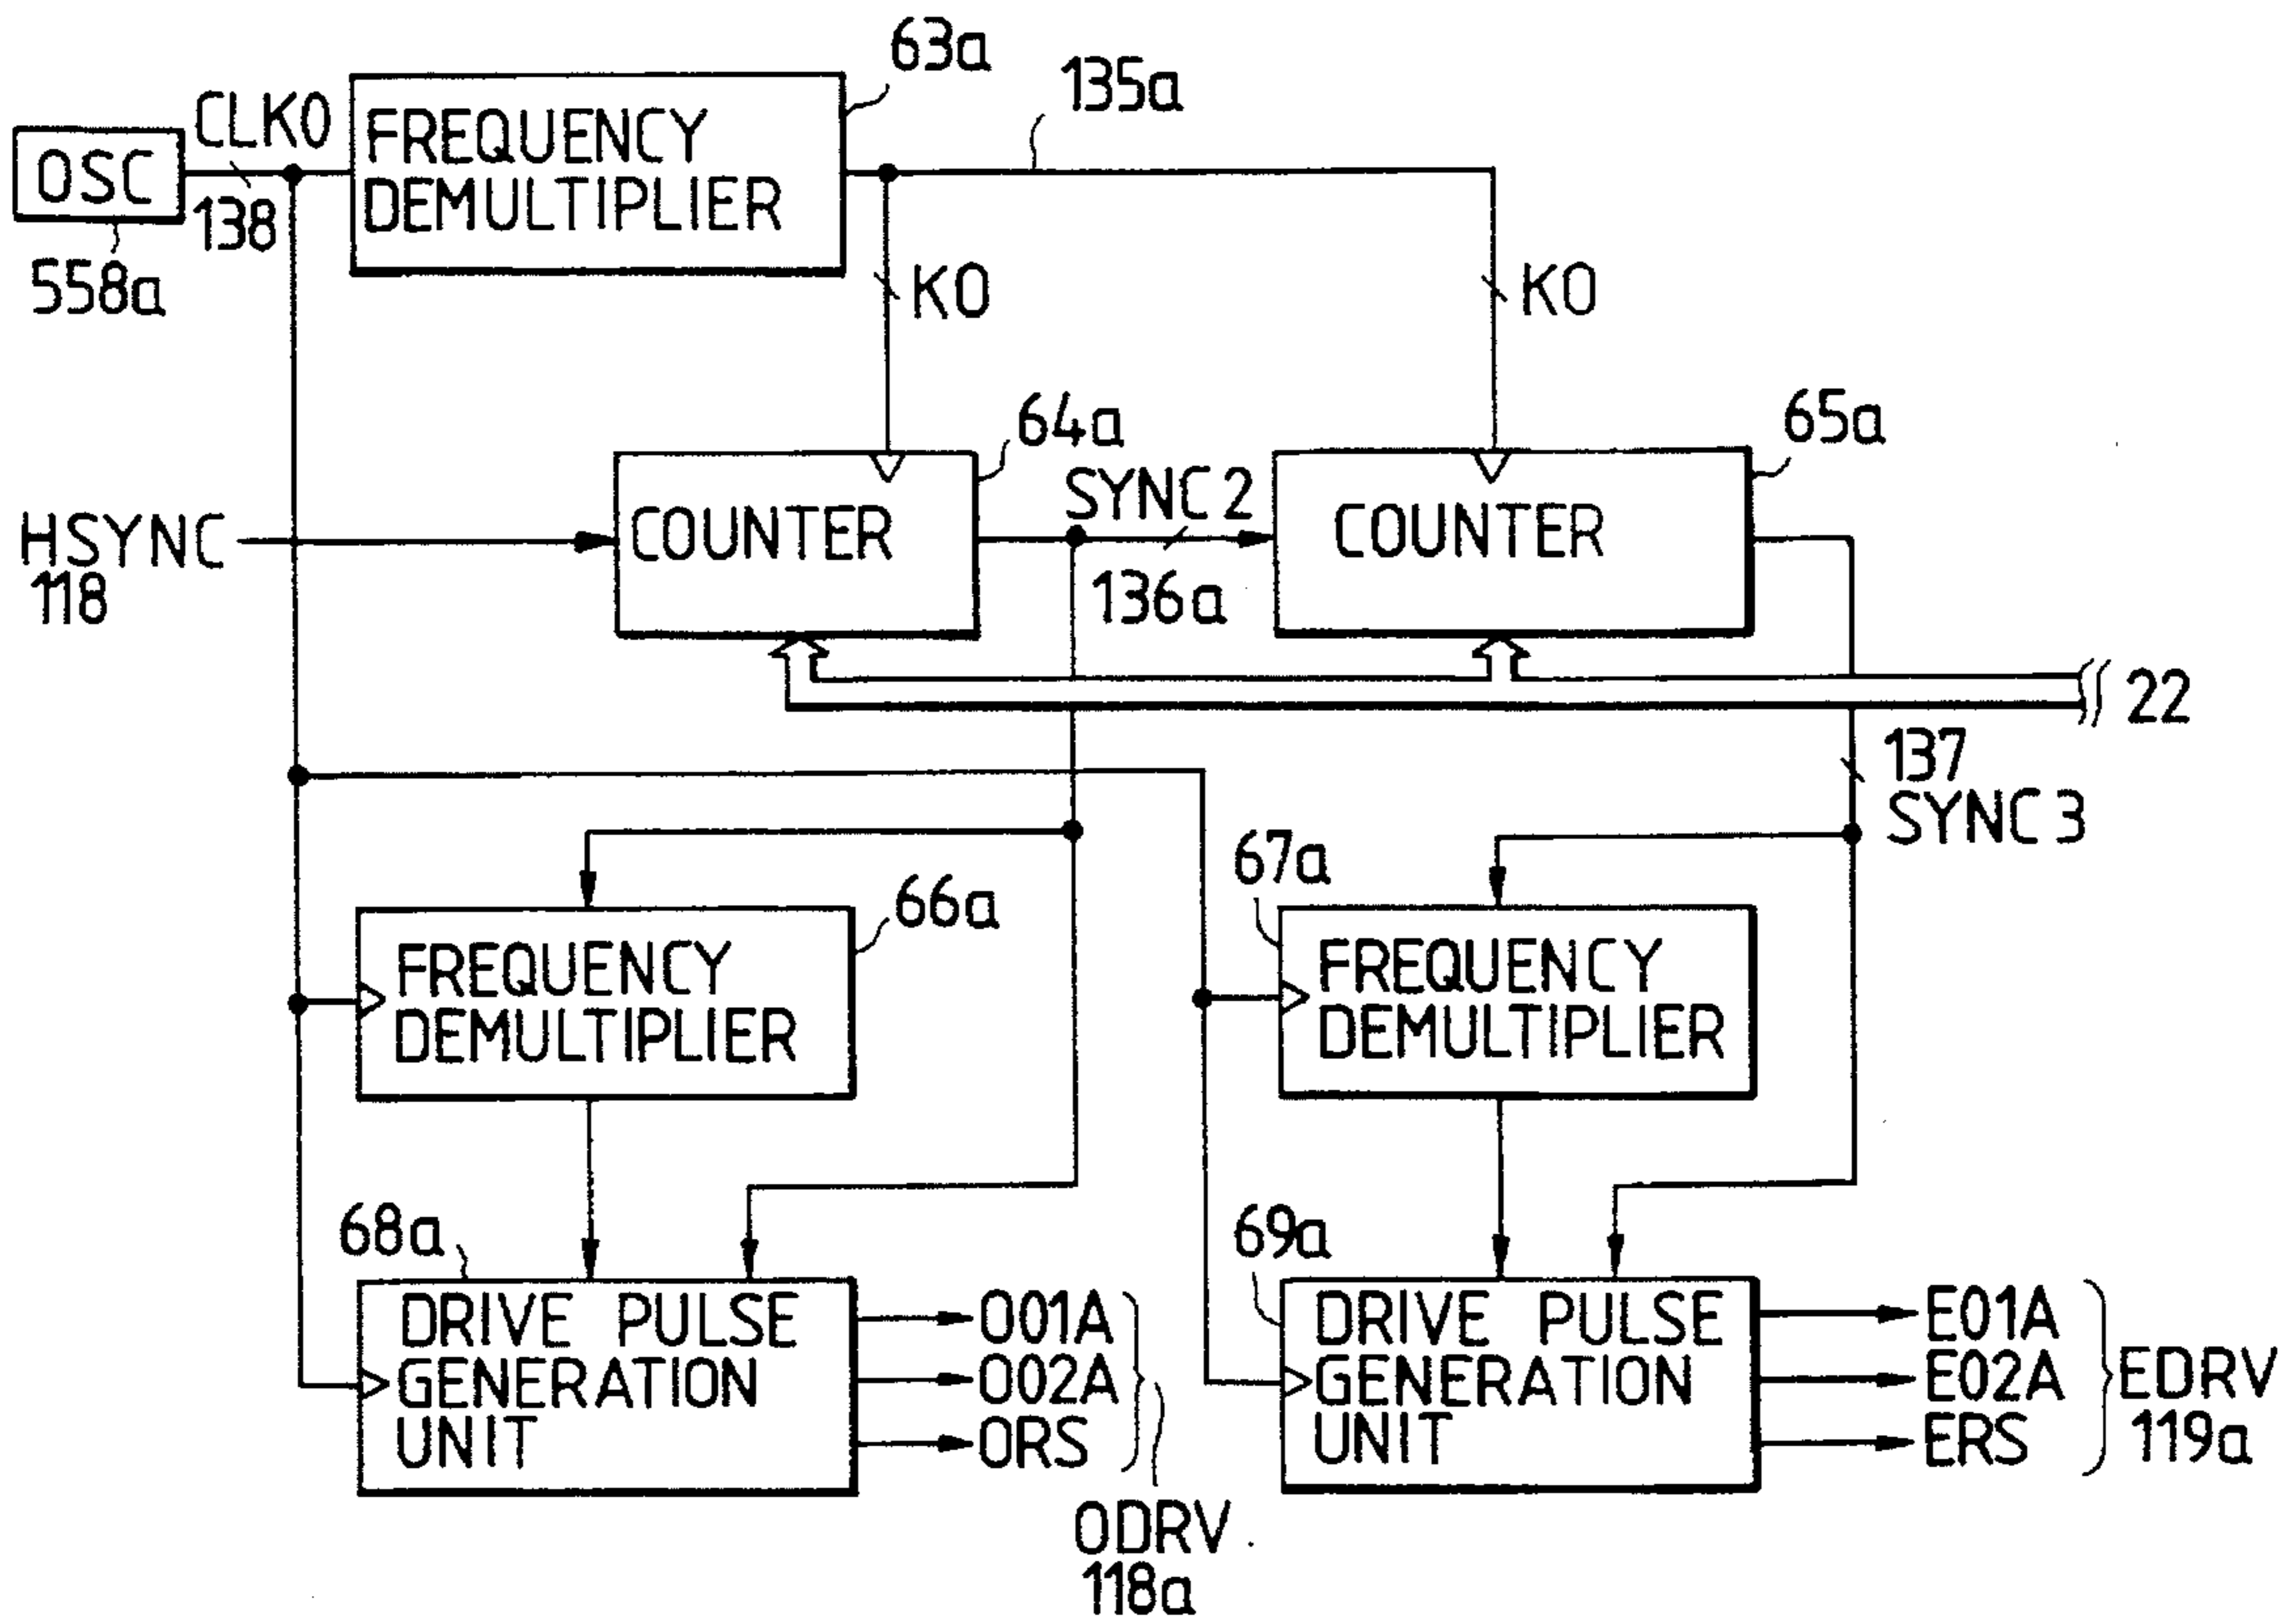 63a
135a
CLK0
FREQUENCY
DEMULTIPLIER
OSC
138
558a
K0
K0
64a
65a
SYNC 2
COUNTER
COUNTER
HSYNC
118
136a
22
137
SYNC 3
67a
66a
FREQUENCY
DEMULTIPLIER
FREQUENCY
DEMULTIPLIER
68a
69a
DRIVE PULSE
GENERATION
UNIT
O01A
O02A
ORS
DRIVE PULSE
GENERATION
UNIT
E01A
E02A
ERS
EDRV
119a
ODRV
118a